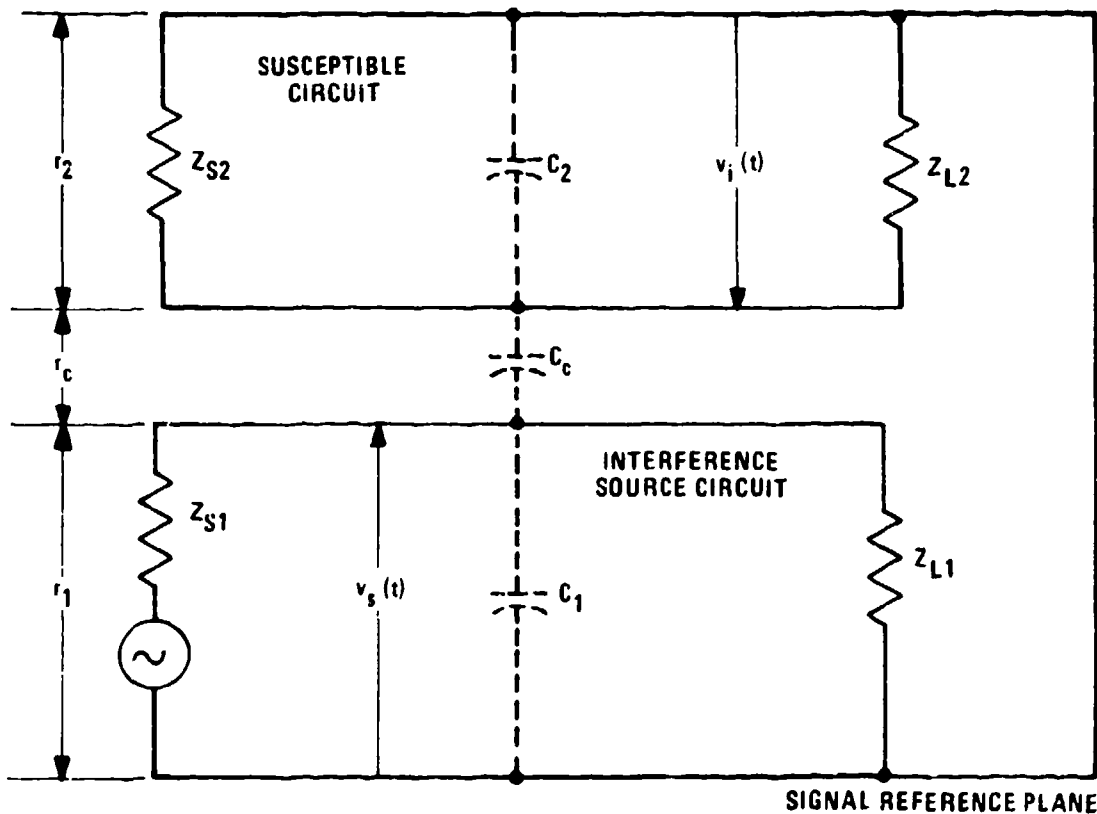 SUSCEPTIBLE
CIRCUIT
r2
ZS2
C2
vi (t)
ZL2
rc
Cc
INTERFERENCE
SOURCE CIRCUIT
ZS1
r1
vs (t)
C1
ZL1
SIGNAL REFERENCE PLANE